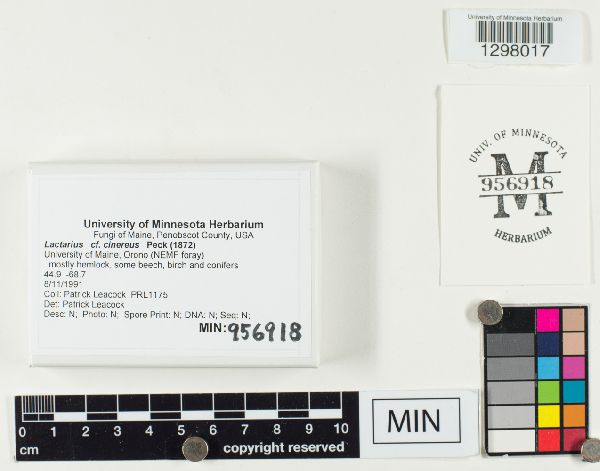 University of Minnesota Herbarium
1298017
UNIV. OF MINNESOTA
M
956918
HERBARIUM
University of Minnesota Herbarium
Fungi of Maine, Penobscot County, USA
Lactarius cf. cinereus Peck (1872)
University of Maine, Orono (NEMF foray)
mostly hemlock, some beech, birch and conifers
44.9 -68.7
8/11/1991
Coll: Patrick Leacock PRL1175
Det: Patrick Leacock
Desc: N; Photo: N; Spore Print: N; DNA: N; Sec: N;
MIN: 956918
0 1 2 3 4 5 6 7 8 9 10
cm copyright reserved
MIN